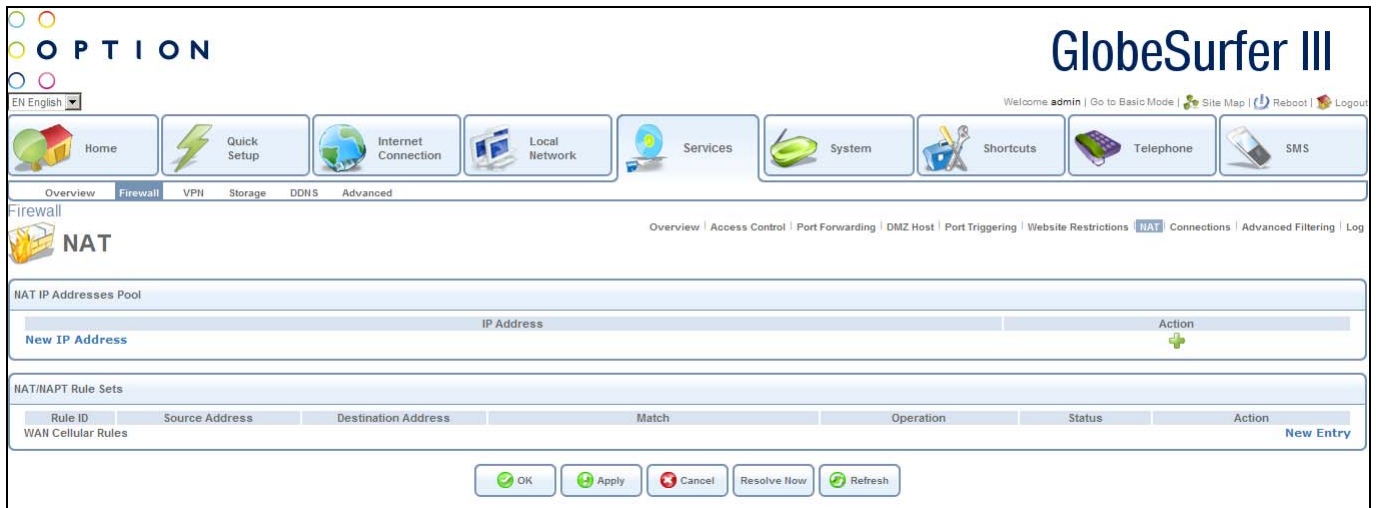 OPTION
GlobeSurfer III
EN English
Welcome admin | Go to Basic Mode | Site Map | Reboot | Logout
Home
Quick Setup
Internet Connection
Local Network
Services
System
Shortcuts
Telephone
SMS
Overview Firewall VPN Storage DDNS Advanced
Firewall
NAT
Overview | Access Control | Port Forwarding | DMZ Host | Port Triggering | Website Restrictions | NAT | Connections | Advanced Filtering | Log
NAT IP Addresses Pool
IP Address Action
New IP Address
NAT/NAPT Rule Sets
Rule ID Source Address Destination Address Match Operation Status Action
WAN Cellular Rules New Entry
OK Apply Cancel Resolve Now Refresh